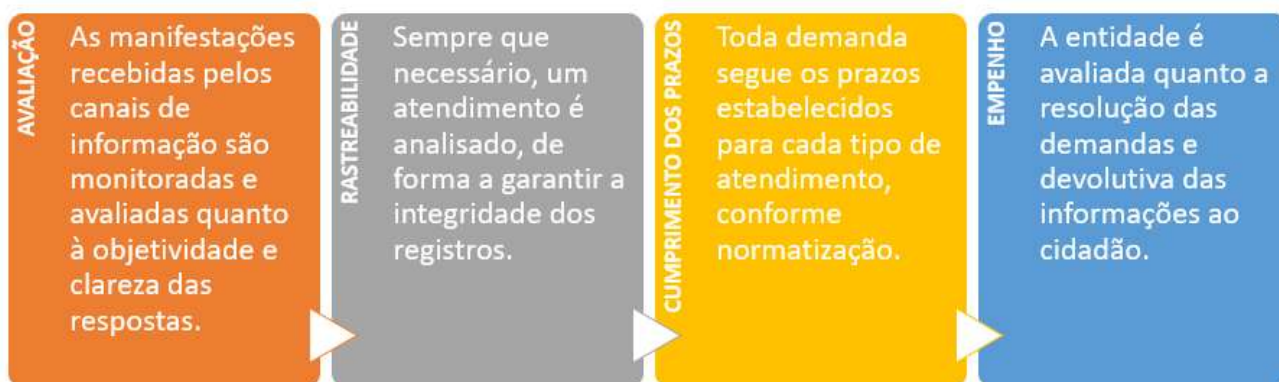 AVALIAÇÃO
As manifestações
recebidas pelos
canais de
informação são
monitoradas e
avaliadas quanto
à objetividade e
clareza das
respostas.
RASTREABILIDADE
Sempre que
necessário, um
atendimento é
analisado, de
forma a garantir a
integridade dos
registros.
CUMPRIMENTO DOS PRAZOS
Toda demanda
segue os prazos
estabelecidos
para cada tipo de
atendimento,
conforme
normatização.
EMPENHO
A entidade é
avaliada quanto a
resolução das
demandas e
devolutiva das
informações ao
cidadão.